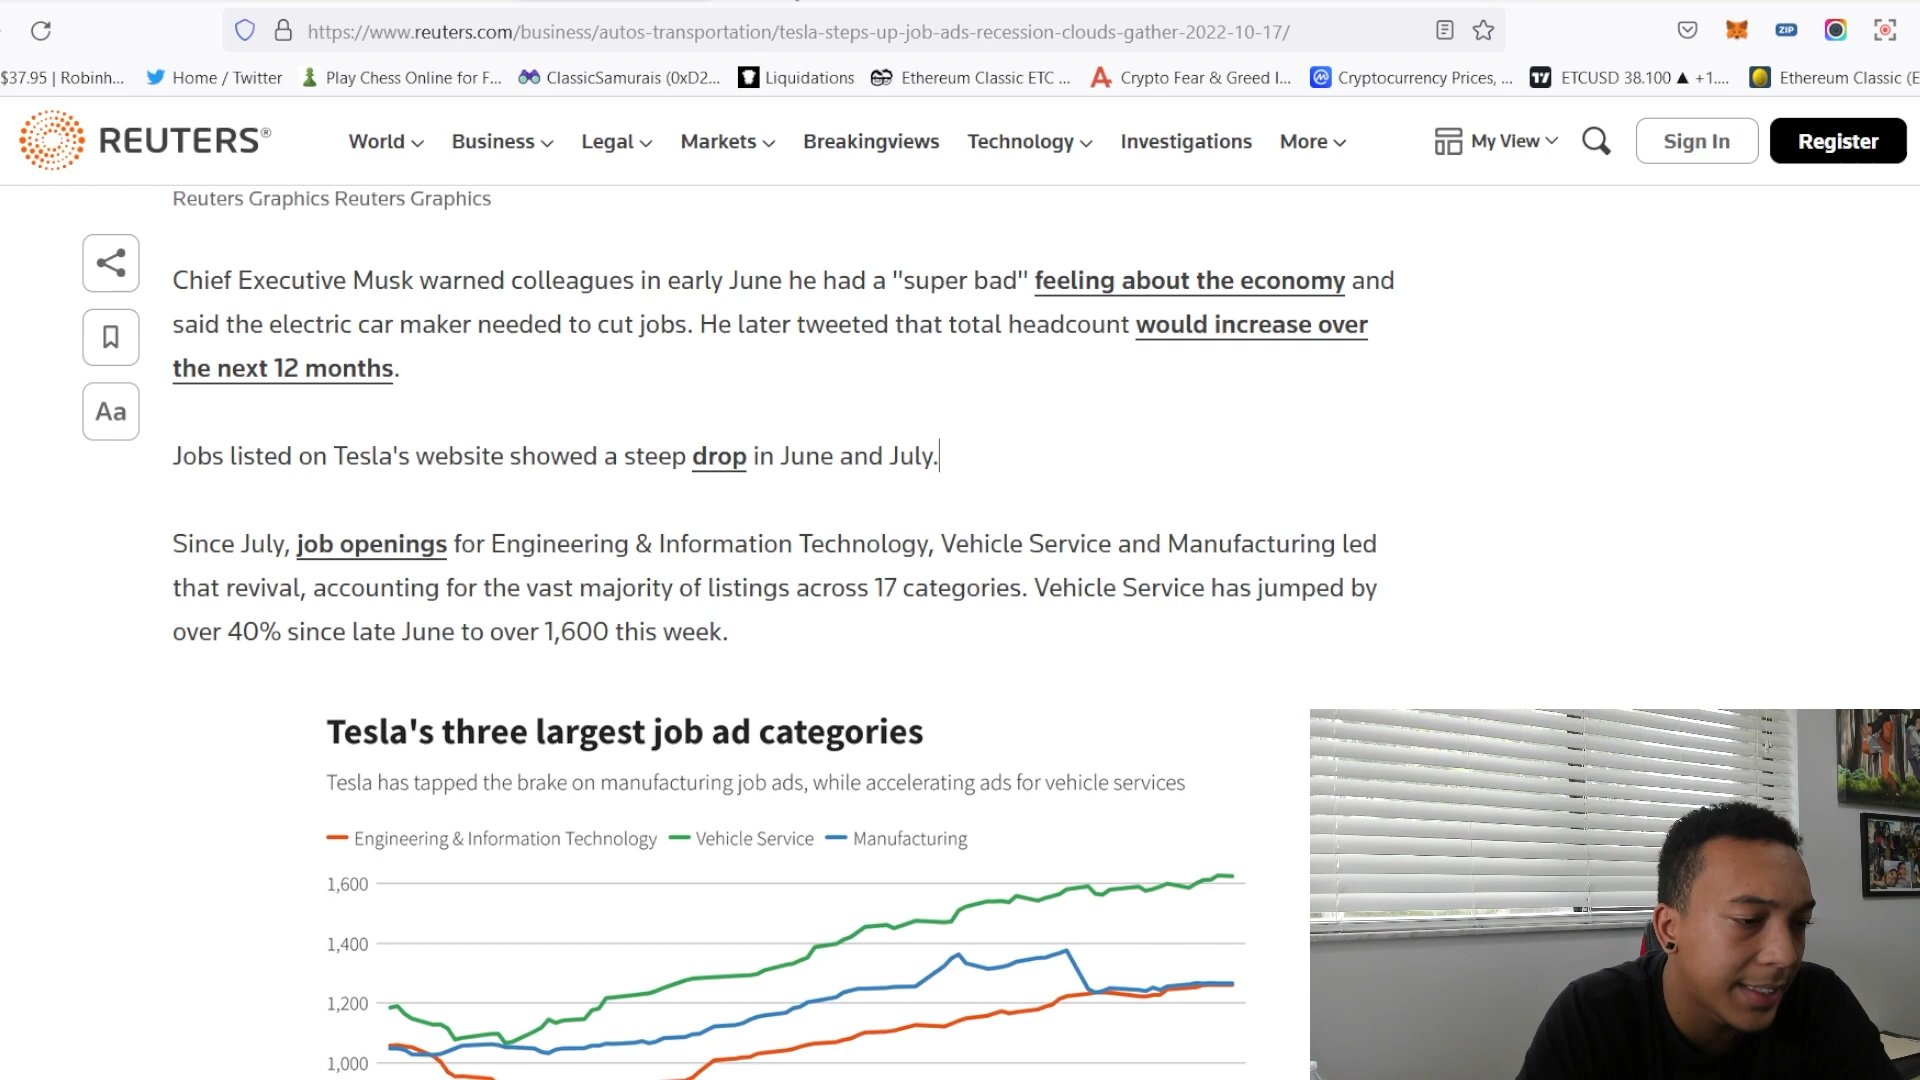 https://www.reuters.com/business/autos-transportation/tesla-steps-up-job-ads-recession-clouds-gather-2022-10-17/
ZIP
$37.95 | Robinh... Home / Twitter Play Chess Online for F... ClassicSamurais (0xD2... Liquidations Ethereum Classic ETC ... Crypto Fear & Greed I... Cryptocurrency Prices, ... ETCUSD 38.100 ▲ +1.... Ethereum Classic (E
REUTERS® World Business Legal Markets Breakingviews Technology Investigations More My View Sign In Register
Reuters Graphics Reuters Graphics
Chief Executive Musk warned colleagues in early June he had a "super bad" feeling about the economy and
said the electric car maker needed to cut jobs. He later tweeted that total headcount would increase over
the next 12 months.
Aa
Jobs listed on Tesla's website showed a steep drop in June and July.
Since July, job openings for Engineering & Information Technology, Vehicle Service and Manufacturing led
that revival, accounting for the vast majority of listings across 17 categories. Vehicle Service has jumped by
over 40% since late June to over 1,600 this week.
Tesla's three largest job ad categories
Tesla has tapped the brake on manufacturing job ads, while accelerating ads for vehicle services
Engineering & Information Technology Vehicle Service Manufacturing
1,600
1,400
1,200
1,000